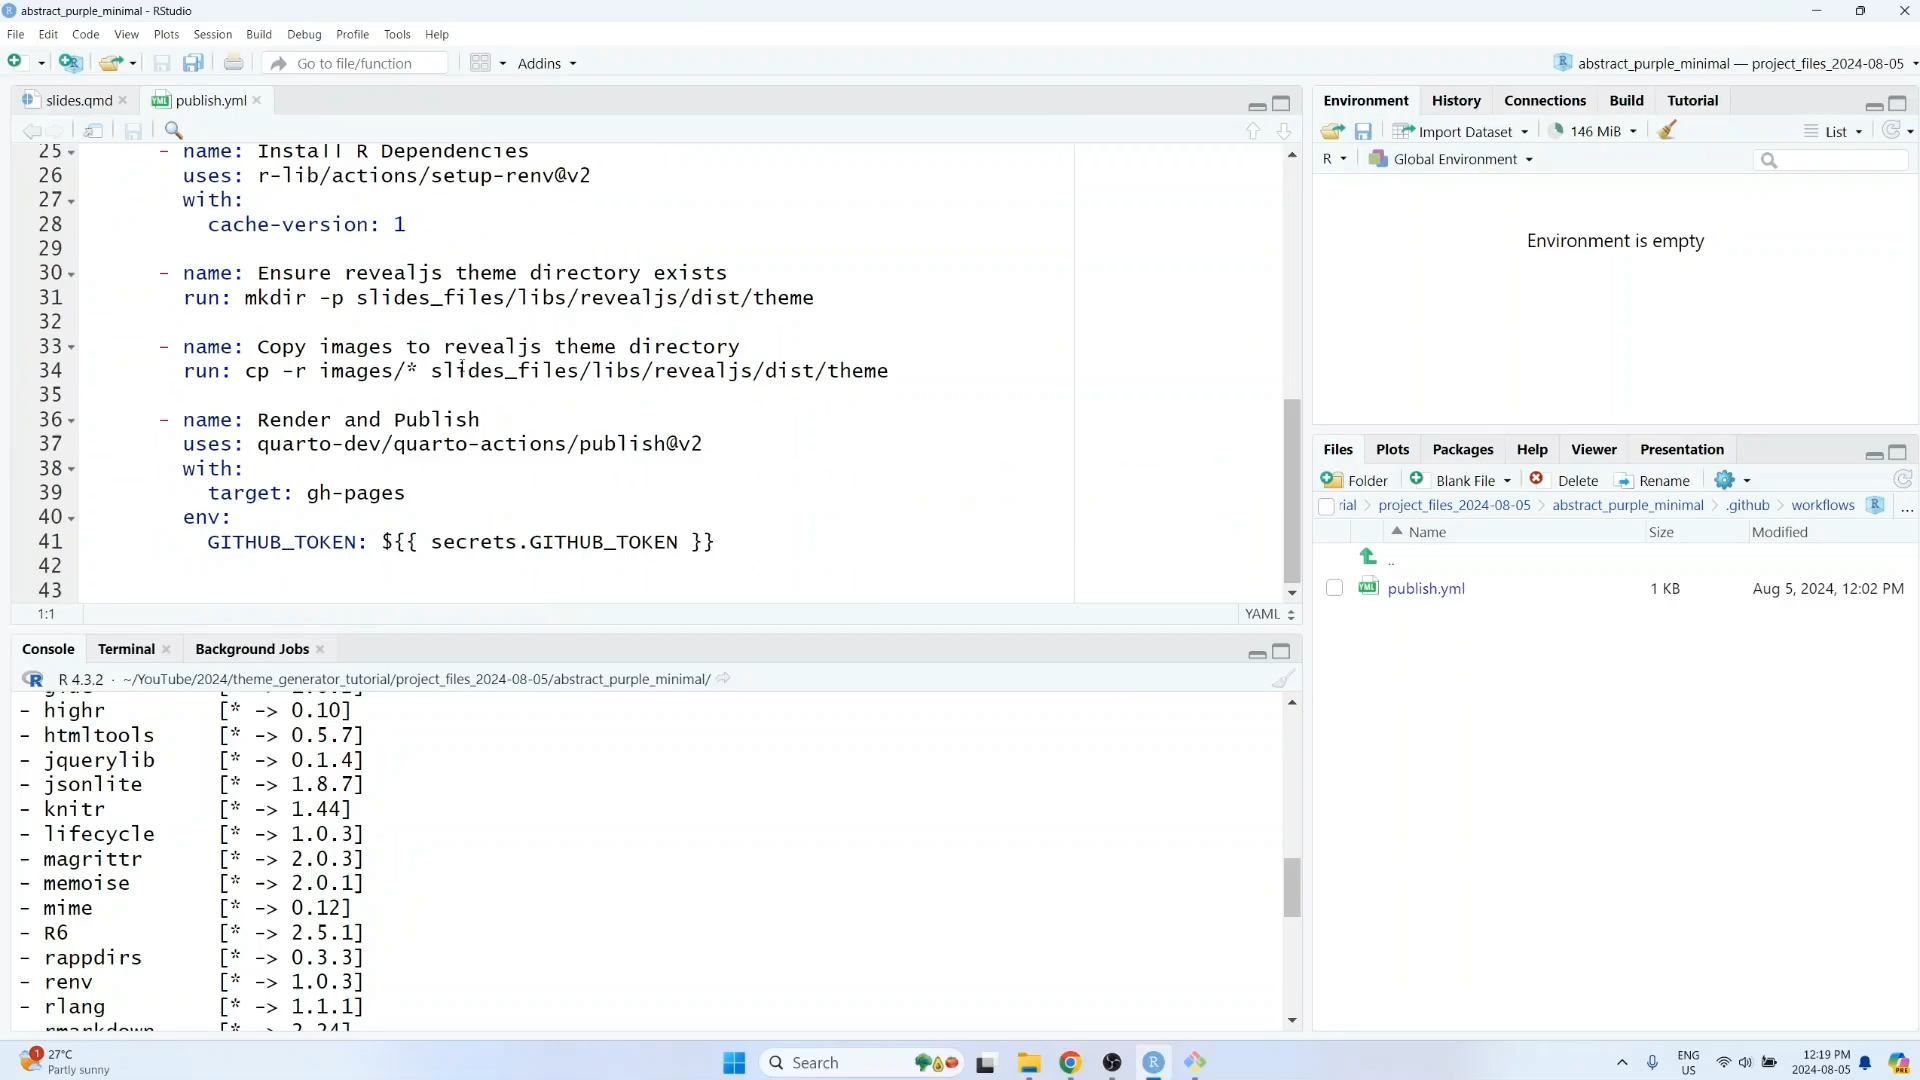 abstract_purple_minimal - RStudio
File Edit Code View Plots Session Build Debug Profile Tools Help
Go to file/function Addins abstract_purple_minimal — project_files_2024-08-05
slides.qmd publish.yml
25 - name: Install R Dependencies
26 uses: r-lib/actions/setup-renv@v2
27 with:
28 cache-version: 1
29
30 - name: Ensure revealjs theme directory exists
31 run: mkdir -p slides_files/libs/revealjs/dist/theme
32
33 - name: Copy images to revealjs theme directory
34 run: cp -r images/* slides_files/libs/revealjs/dist/theme
35
36 - name: Render and Publish
37 uses: quarto-dev/quarto-actions/publish@v2
38 with:
39 target: gh-pages
40 env:
41 GITHUB_TOKEN: ${{ secrets.GITHUB_TOKEN }}
42
43
1:1 YAML
Console Terminal Background Jobs
R 4.3.2 · ~/YouTube/2024/theme_generator_tutorial/project_files_2024-08-05/abstract_purple_minimal/
- highr [* -> 0.10]
- htmltools [* -> 0.5.7]
- jquerylib [* -> 0.1.4]
- jsonlite [* -> 1.8.7]
- knitr [* -> 1.44]
- lifecycle [* -> 1.0.3]
- magrittr [* -> 2.0.3]
- memoise [* -> 2.0.1]
- mime [* -> 0.12]
- R6 [* -> 2.5.1]
- rappdirs [* -> 0.3.3]
- renv [* -> 1.0.3]
- rlang [* -> 1.1.1]
- rmarkdown [* -> 2.24]
Environment History Connections Build Tutorial
Import Dataset 146 MiB List
R Global Environment
Environment is empty
Files Plots Packages Help Viewer Presentation
Folder Blank File Delete Rename
rial project_files_2024-08-05 abstract_purple_minimal .github workflows ...
Name Size Modified
..
publish.yml 1 KB Aug 5, 2024, 12:02 PM
1 27°C
Partly sunny
Search
ENG
US
12:19 PM
2024-08-05
PRE